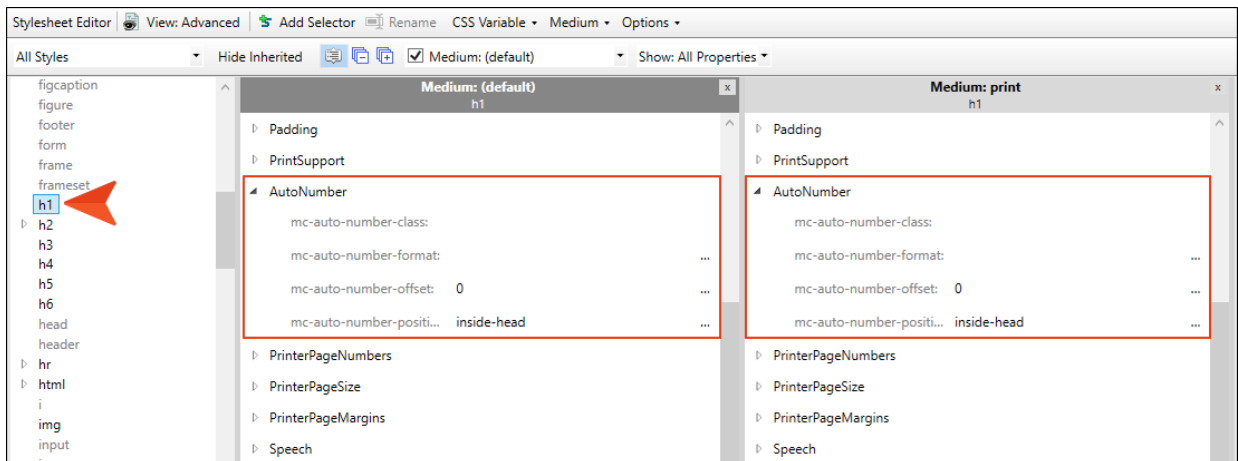 Stylesheet Editor View: Advanced Add Selector Rename CSS Variable Medium Options
All Styles Hide Inherited Medium: (default) Show: All Properties
figcaption
figure
footer
form
frame
frameset
h1
h2
h3
h4
h5
h6
head
header
hr
html
i
img
input
Medium: (default) x
h1
Padding
PrintSupport
AutoNumber
mc-auto-number-class:
mc-auto-number-format: ...
mc-auto-number-offset: 0 ...
mc-auto-number-positi... inside-head ...
PrinterPageNumbers
PrinterPageSize
PrinterPageMargins
Speech
Medium: print x
h1
Padding
PrintSupport
AutoNumber
mc-auto-number-class:
mc-auto-number-format: ...
mc-auto-number-offset: 0 ...
mc-auto-number-positi... inside-head ...
PrinterPageNumbers
PrinterPageSize
PrinterPageMargins
Speech